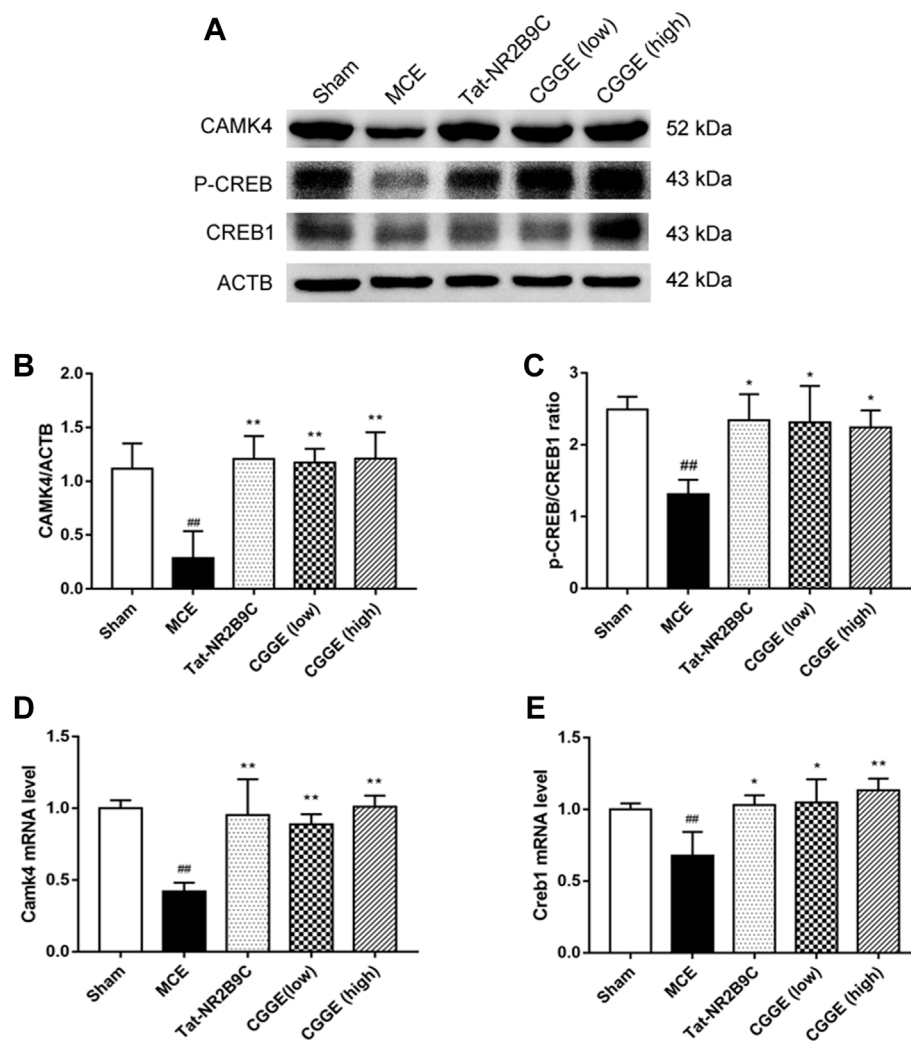 A
Sham
MCE
Tat-NR2B9C
CGGE (low)
CGGE (high)
CAMK4
52 kDa
P-CREB
43 kDa
CREB1
43 kDa
ACTB
42 kDa
B
CAMK4/ACTB
2.0
1.5
1.0
0.5
0.0
##
**
**
**
Sham
MCE
Tat-NR2B9C
CGGE (low)
CGGE (high)
C
p-CREB/CREB1 ratio
3
2
1
0
##
*
*
*
Sham
MCE
Tat-NR2B9C
CGGE (low)
CGGE (high)
D
Camk4 mRNA level
1.5
1.0
0.5
0.0
##
**
**
**
Sham
MCE
Tat-NR2B9C
CGGE(low)
CGGE (high)
E
Creb1 mRNA level
1.5
1.0
0.5
0.0
##
*
*
**
Sham
MCE
Tat-NR2B9C
CGGE (low)
CGGE (high)